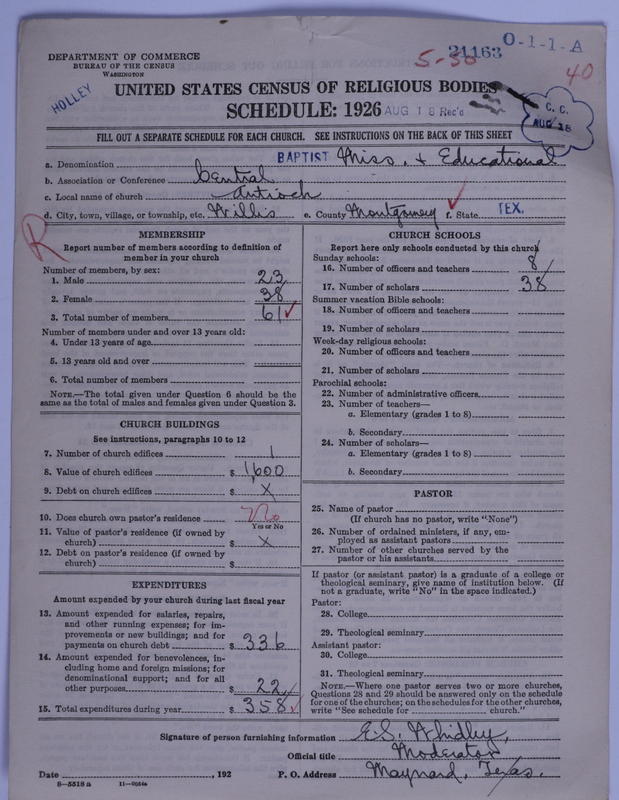 DEPARTMENT OF COMMERCE
BUREAU OF THE CENSUS
WASHINGTON
HOLLEY
5-30 21163 O-1-1-A
40
UNITED STATES CENSUS OF RELIGIOUS BODIES
SCHEDULE: 1926 AUG 18 Rec'd
C. C.
AUG 18
FILL OUT A SEPARATE SCHEDULE FOR EACH CHURCH. SEE INSTRUCTIONS ON THE BACK OF THIS SHEET
a. Denomination BAPTIST Miss. + Educational
b. Association or Conference Central
c. Local name of church Antioch
d. City, town, village, or township, etc. Willis e. County Montgomery f. State TEX.
R
MEMBERSHIP
Report number of members according to definition of
member in your church
Number of members, by sex:
1. Male 23
2. Female 38
3. Total number of members 61
Number of members under and over 13 years old:
4. Under 13 years of age
5. 13 years old and over
6. Total number of members
NOTE.—The total given under Question 6 should be the
same as the total of males and females given under Question 3.
CHURCH BUILDINGS
See instructions, paragraphs 10 to 12
7. Number of church edifices 1
8. Value of church edifices $ 1,600
9. Debt on church edifices $ X
10. Does church own pastor's residence No
Yes or No
11. Value of pastor's residence (if owned by
church) $ X
12. Debt on pastor's residence (if owned by
church) $
EXPENDITURES
Amount expended by your church during last fiscal year
13. Amount expended for salaries, repairs,
and other running expenses; for im-
provements or new buildings; and for
payments on church debt $ 336
14. Amount expended for benevolences, in-
cluding home and foreign missions; for
denominational support; and for all
other purposes $ 22
15. Total expenditures during year $ 358
CHURCH SCHOOLS
Report here only schools conducted by this church
Sunday schools:
16. Number of officers and teachers 8
17. Number of scholars 38
Summer vacation Bible schools:
18. Number of officers and teachers
19. Number of scholars
Week-day religious schools:
20. Number of officers and teachers
21. Number of scholars
Parochial schools:
22. Number of administrative officers
23. Number of teachers—
a. Elementary (grades 1 to 8)
b. Secondary
24. Number of scholars—
a. Elementary (grades 1 to 8)
b. Secondary
PASTOR
25. Name of pastor
(If church has no pastor, write "None")
26. Number of ordained ministers, if any, em-
ployed as assistant pastors
27. Number of other churches served by the
pastor or his assistants
If pastor (or assistant pastor) is a graduate of a college or
theological seminary, give name of institution below. (If
not a graduate, write "No" in the space indicated.)
Pastor:
28. College
29. Theological seminary
Assistant pastor:
30. College
31. Theological seminary
NOTE.—Where one pastor serves two or more churches,
Questions 28 and 29 should be answered only on the schedule
for one of the churches; on the schedules for the other churches,
write "See schedule for church."
Signature of person furnishing information E.S. Whidley,
Official title Moderator
Date , 192 P. O. Address Maynard, Texas.
8—5518 a